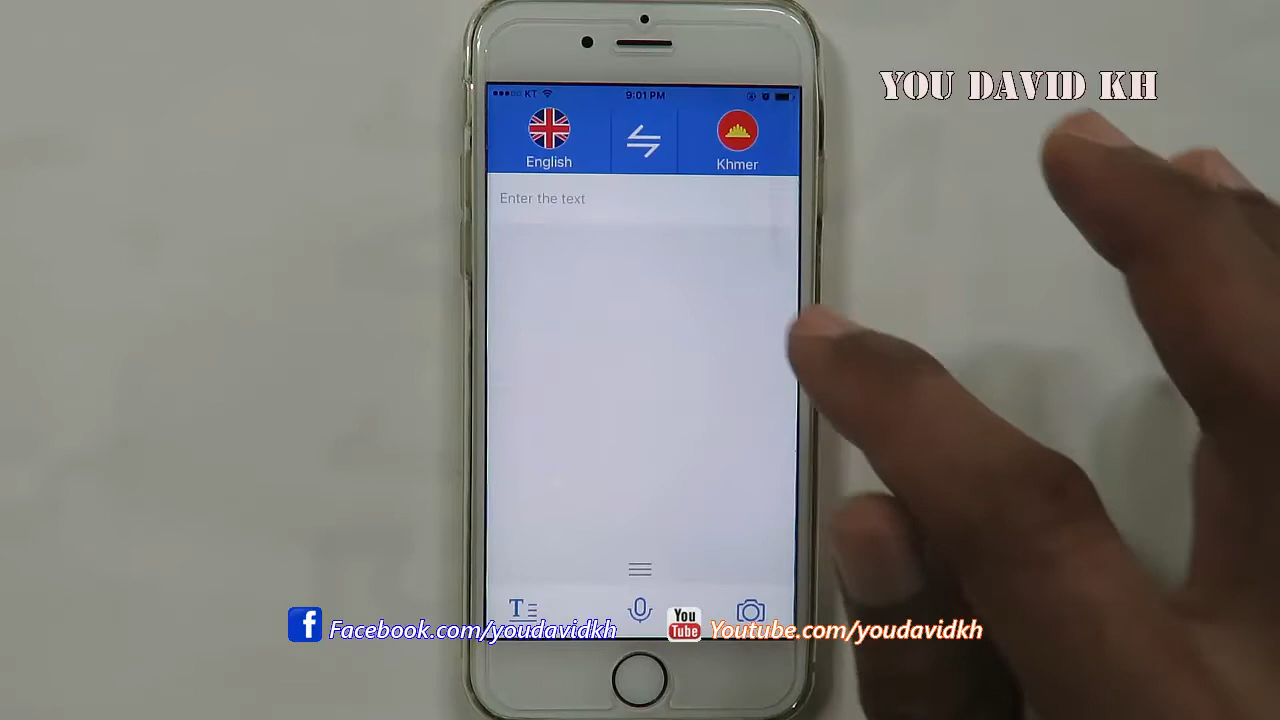 YOU DAVID KH
KT 9:01 PM
English
Khmer
Enter the text
T
f Facebook.com/youdavidkh
You Tube Youtube.com/youdavidkh